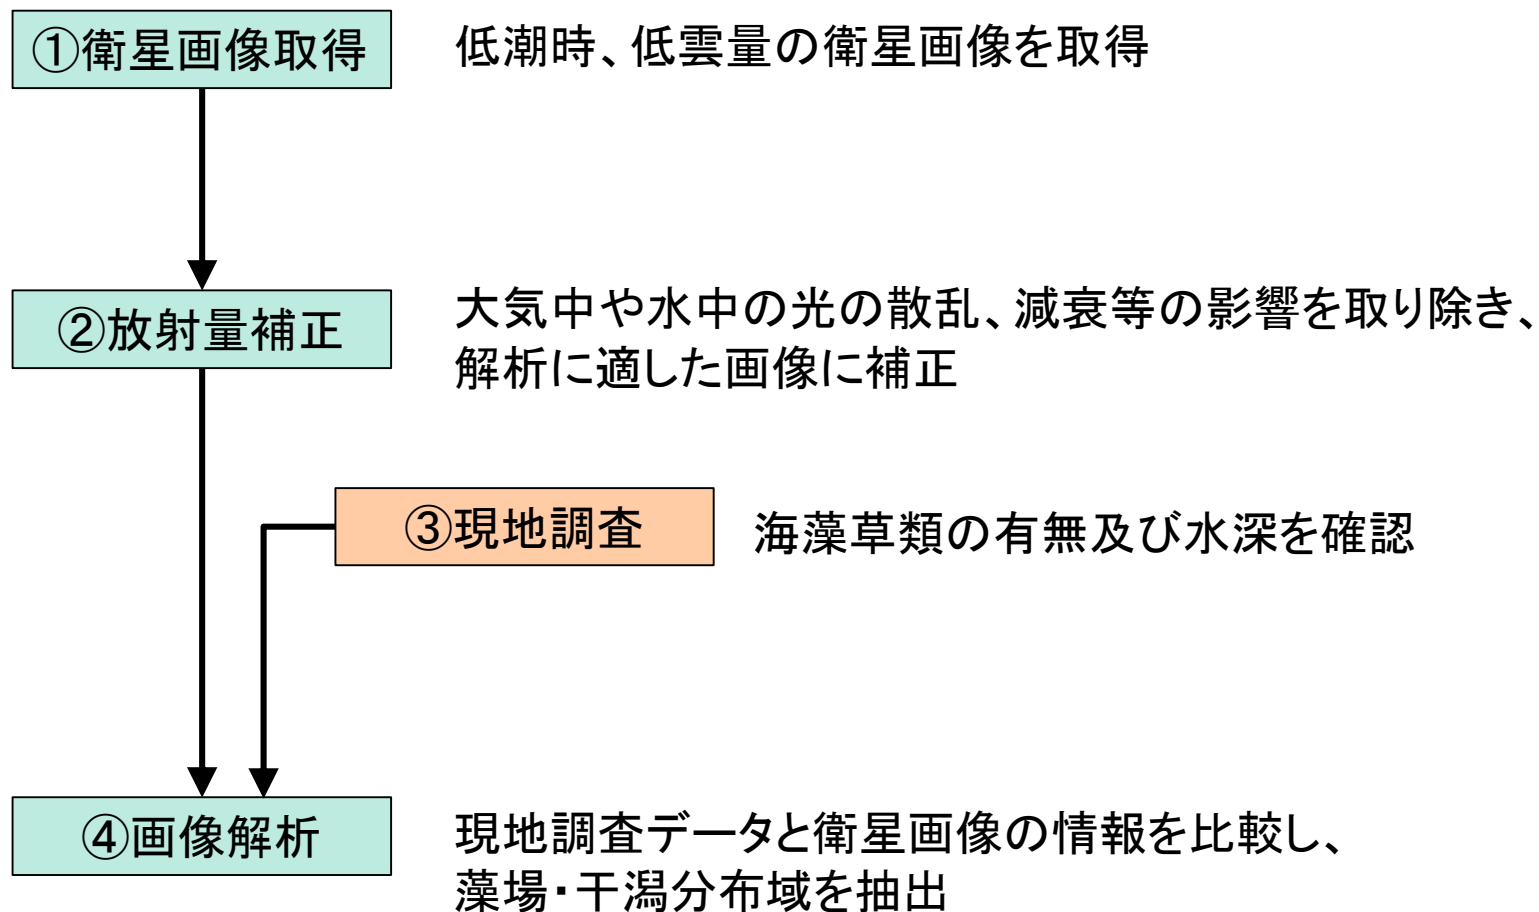 ①衛星画像取得
低潮時、低雲量の衛星画像を取得
②放射量補正
大気中や水中の光の散乱、減衰等の影響を取り除き、
解析に適した画像に補正
③現地調査
海藻草類の有無及び水深を確認
④画像解析
現地調査データと衛星画像の情報を比較し、
藻場・干潟分布域を抽出